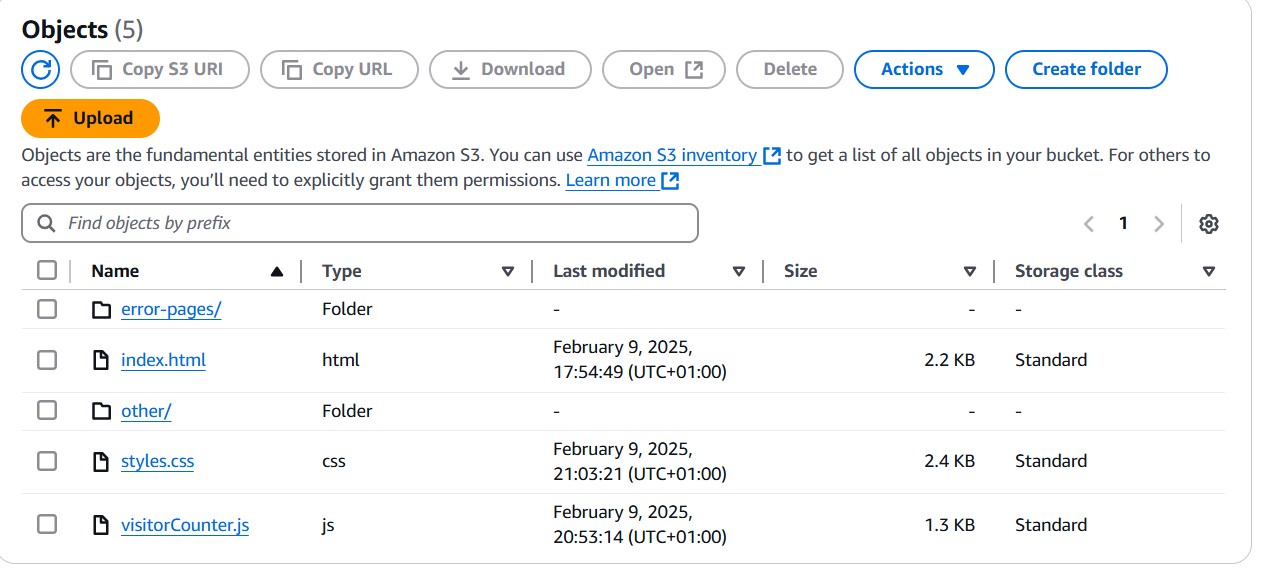 Objects (5)
Copy S3 URI Copy URL Download Open Delete Actions Create folder
Upload
Objects are the fundamental entities stored in Amazon S3. You can use Amazon S3 inventory to get a list of all objects in your bucket. For others to
access your objects, you’ll need to explicitly grant them permissions. Learn more
Find objects by prefix 1
Name Type Last modified Size Storage class
error-pages/ Folder - - -
index.html html February 9, 2025, 17:54:49 (UTC+01:00) 2.2 KB Standard
other/ Folder - - -
styles.css css February 9, 2025, 21:03:21 (UTC+01:00) 2.4 KB Standard
visitorCounter.js js February 9, 2025, 20:53:14 (UTC+01:00) 1.3 KB Standard